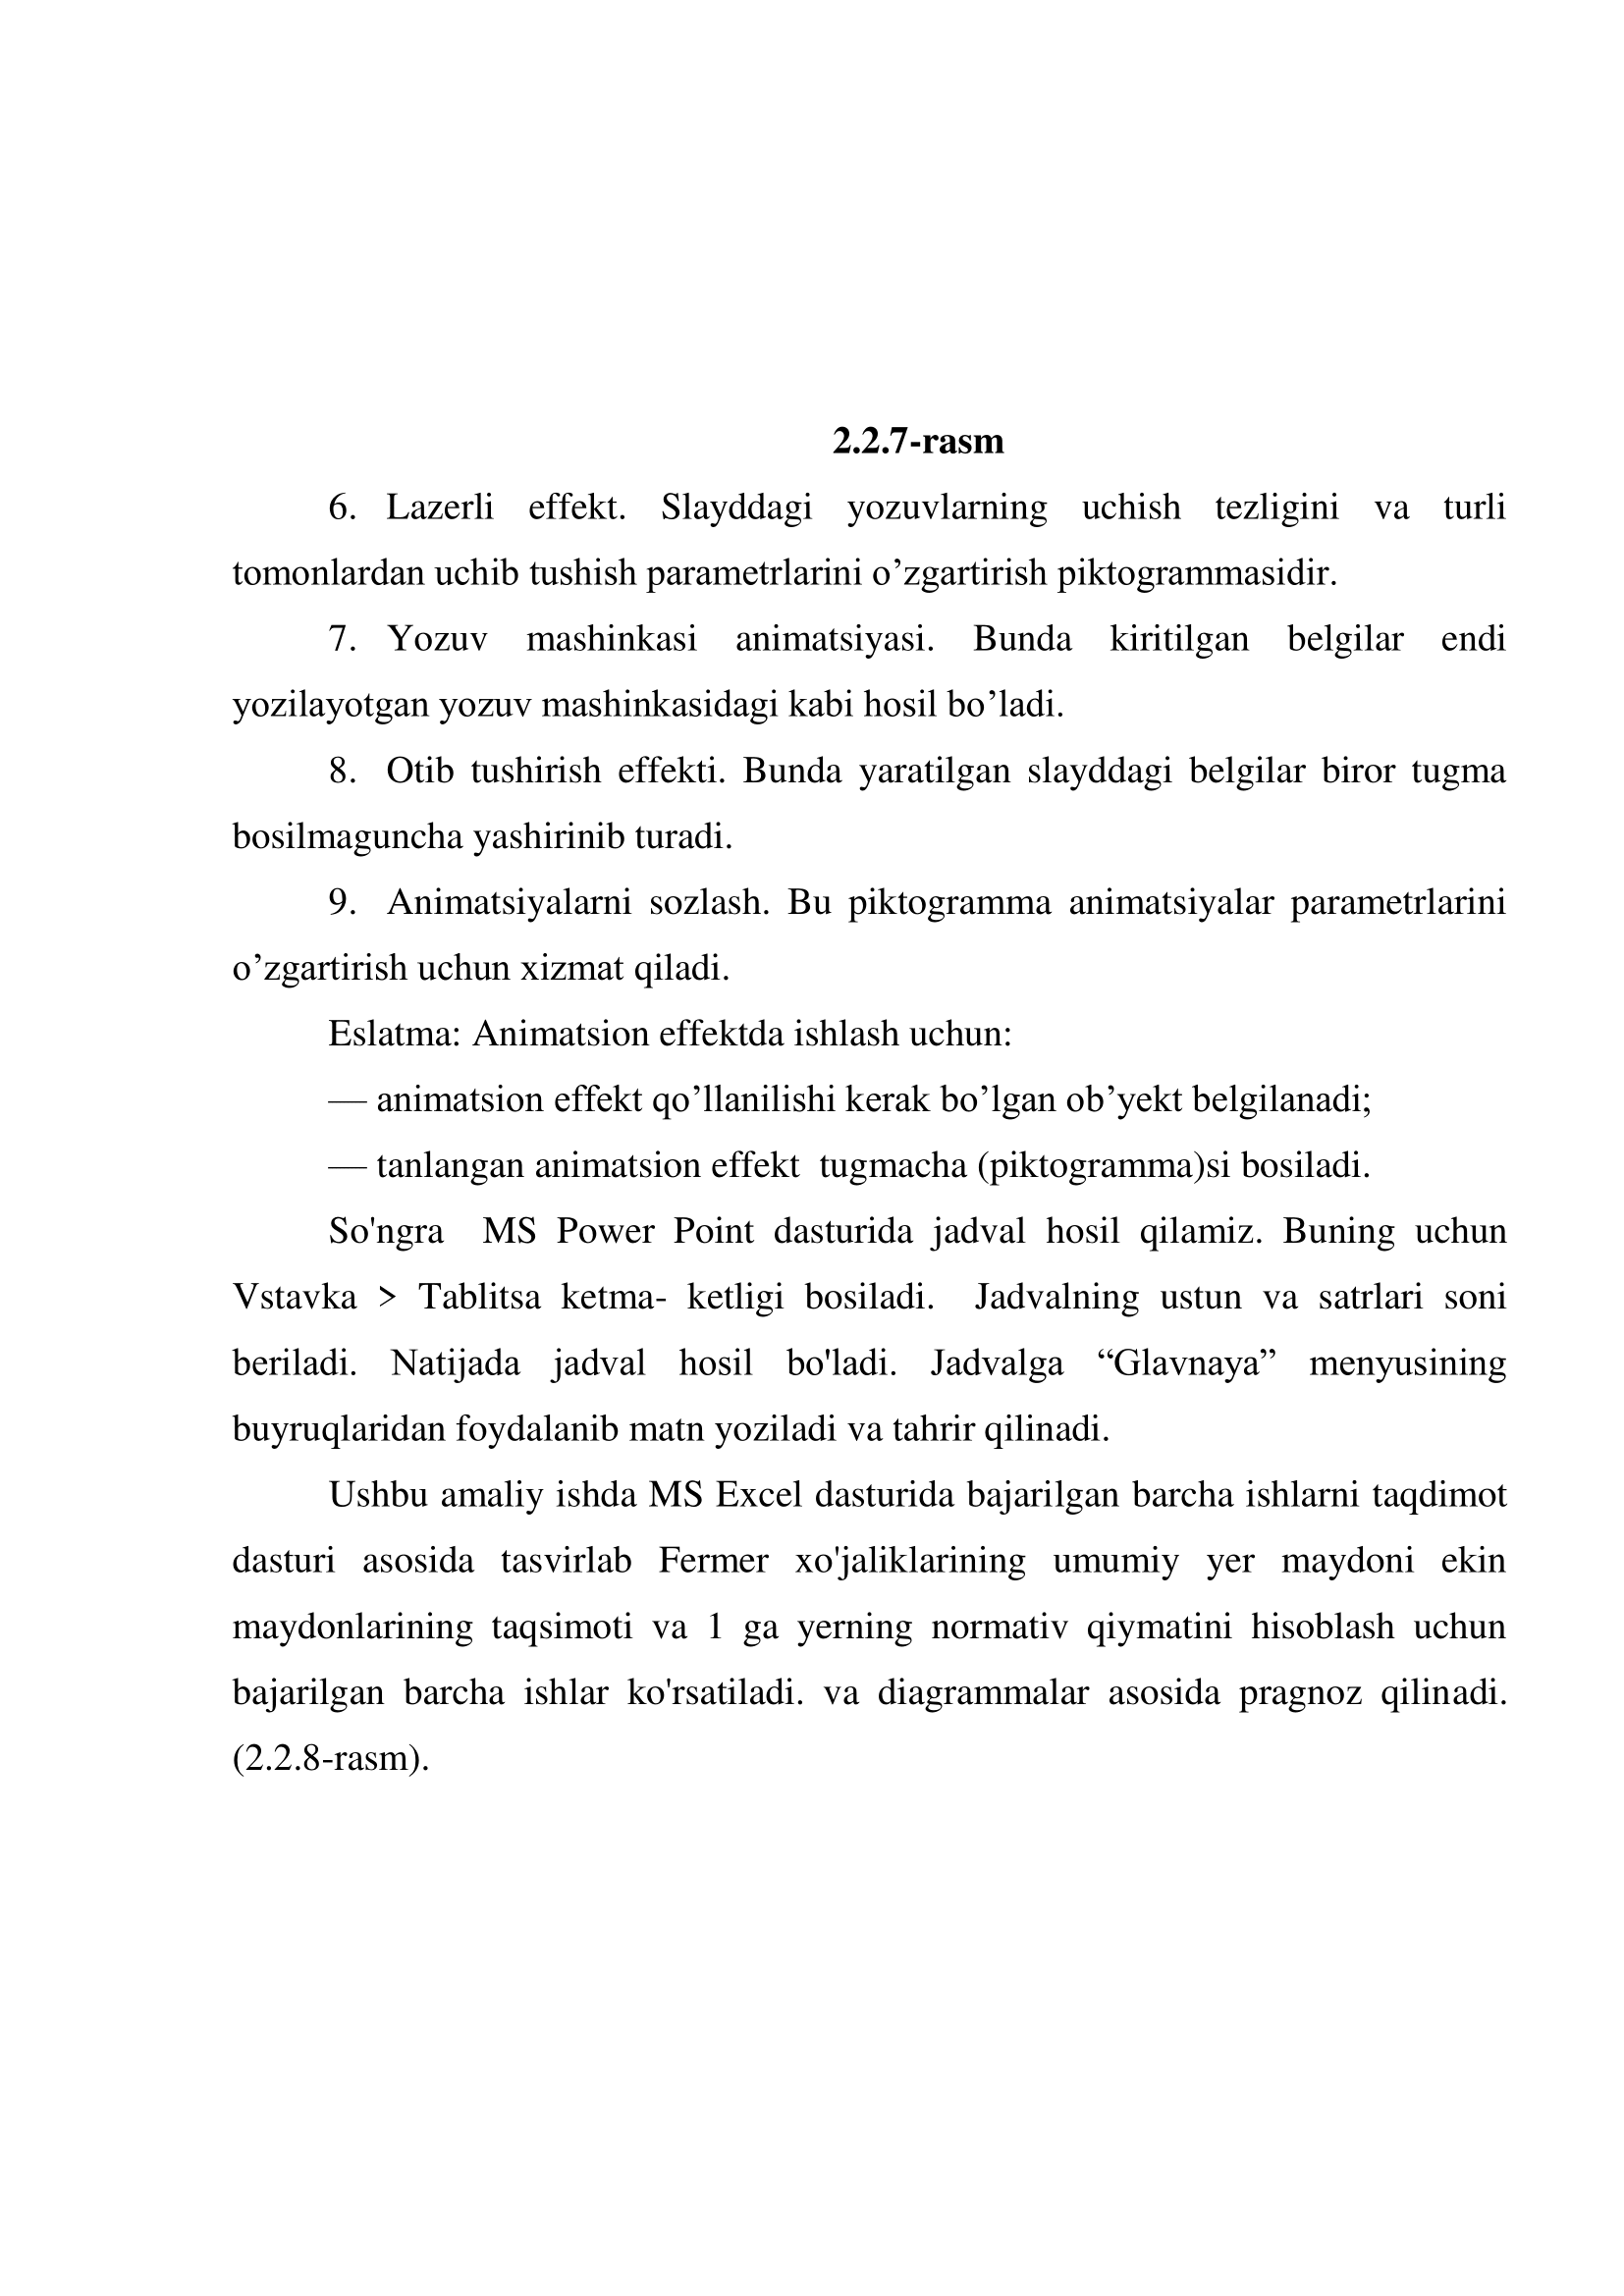 2.2.7-rasm
6. Lazerli effekt. Slayddagi yozuvlarning uchish tezligini va turli
tomonlardan uchib tushish parametrlarini o’zgartirish piktogrammasidir.
7. Yozuv mashinkasi animatsiyasi. Bunda kiritilgan belgilar endi
yozilayotgan yozuv mashinkasidagi kabi hosil bo’ladi.
8. Otib tushirish effekti. Bunda yaratilgan slayddagi belgilar biror tugma
bosilmaguncha yashirinib turadi.
9. Animatsiyalarni sozlash. Bu piktogramma animatsiyalar parametrlarini
o’zgartirish uchun xizmat qiladi.
Eslatma: Animatsion effektda ishlash uchun:
— animatsion effekt qo’llanilishi kerak bo’lgan ob’yekt belgilanadi;
— tanlangan animatsion effekt  tugmacha (piktogramma)si bosiladi.
So'ngra  MS Power Point dasturida jadval hosil qilamiz. Buning uchun
Vstavka > Tablitsa ketma- ketligi bosiladi.  Jadvalning ustun va satrlari soni
beriladi. Natijada jadval hosil bo'ladi. Jadvalga “Glavnaya” menyusining
buyruqlaridan foydalanib matn yoziladi va tahrir qilinadi.
Ushbu amaliy ishda MS Excel dasturida bajarilgan barcha ishlarni taqdimot
dasturi asosida tasvirlab Fermer xo'jaliklarining umumiy yer maydoni ekin
maydonlarining taqsimoti va 1 ga yerning normativ qiymatini hisoblash uchun
bajarilgan barcha ishlar ko'rsatiladi. va diagrammalar asosida pragnoz qilinadi.
(2.2.8-rasm).